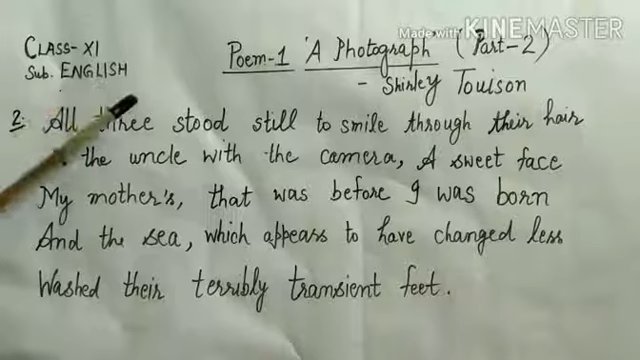 Made with KINEMASTER
CLASS-XI
Sub. ENGLISH
Poem-1 'A Photograph' (Part-2)
- Shirley Touison
2. All three stood still to smile through their hair
the uncle with the camera, A sweet face
My mother's, that was before I was born
And the sea, which appears to have changed less
Washed their terribly transient feet.